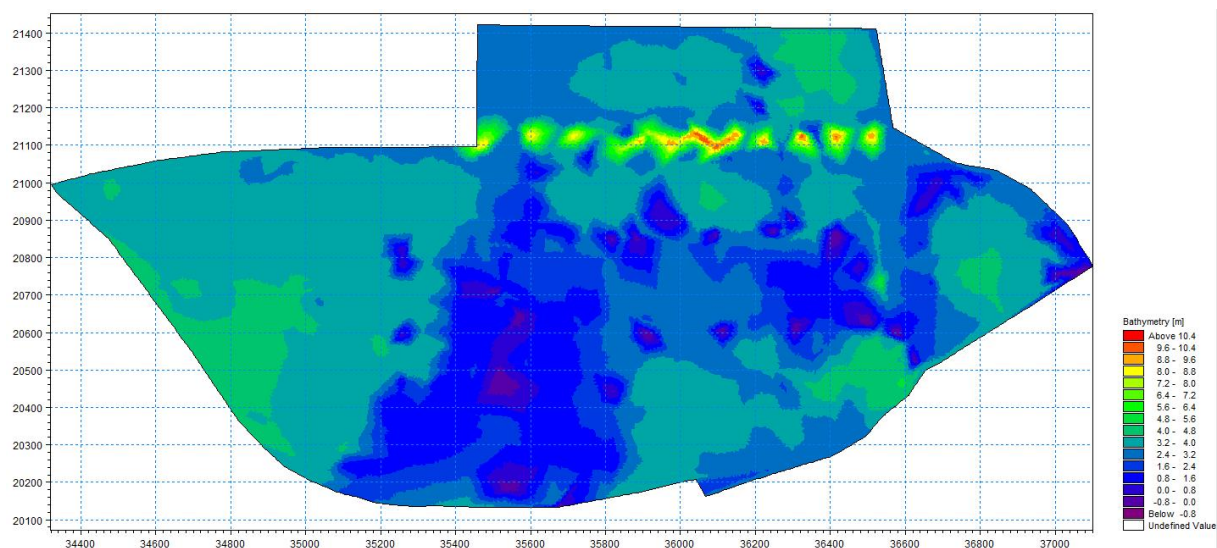 21400
21300
21200
21100
21000
20900
20800
20700
20600
20500
20400
20300
20200
20100
34400 34600 34800 35000 35200 35400 35600 35800 36000 36200 36400 36600 36800 37000
Bathymetry [m]
Above 10.4
9.6 - 10.4
8.8 - 9.6
8.0 - 8.8
7.2 - 8.0
6.4 - 7.2
5.6 - 6.4
4.8 - 5.6
4.0 - 4.8
3.2 - 4.0
2.4 - 3.2
1.6 - 2.4
0.8 - 1.6
0.0 - 0.8
-0.8 - 0.0
Below -0.8
Undefined Value